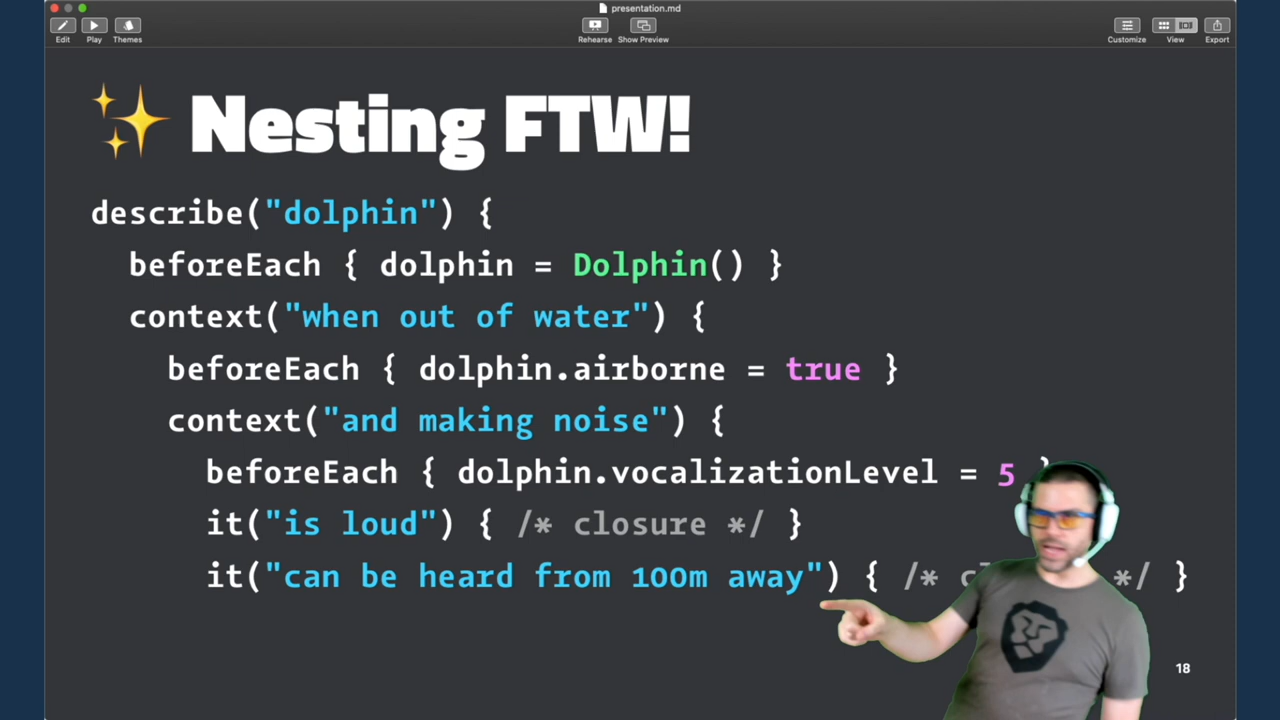 presentation.md
Edit
Play
Themes
Rehearse
Show Preview
Customize
View
Export
✨ Nesting FTW!
describe("dolphin") {
beforeEach { dolphin = Dolphin() }
context("when out of water") {
beforeEach { dolphin.airborne = true }
context("and making noise") {
beforeEach { dolphin.vocalizationLevel = 5 }
it("is loud") { /* closure */ }
it("can be heard from 100m away") { /* */ }
18